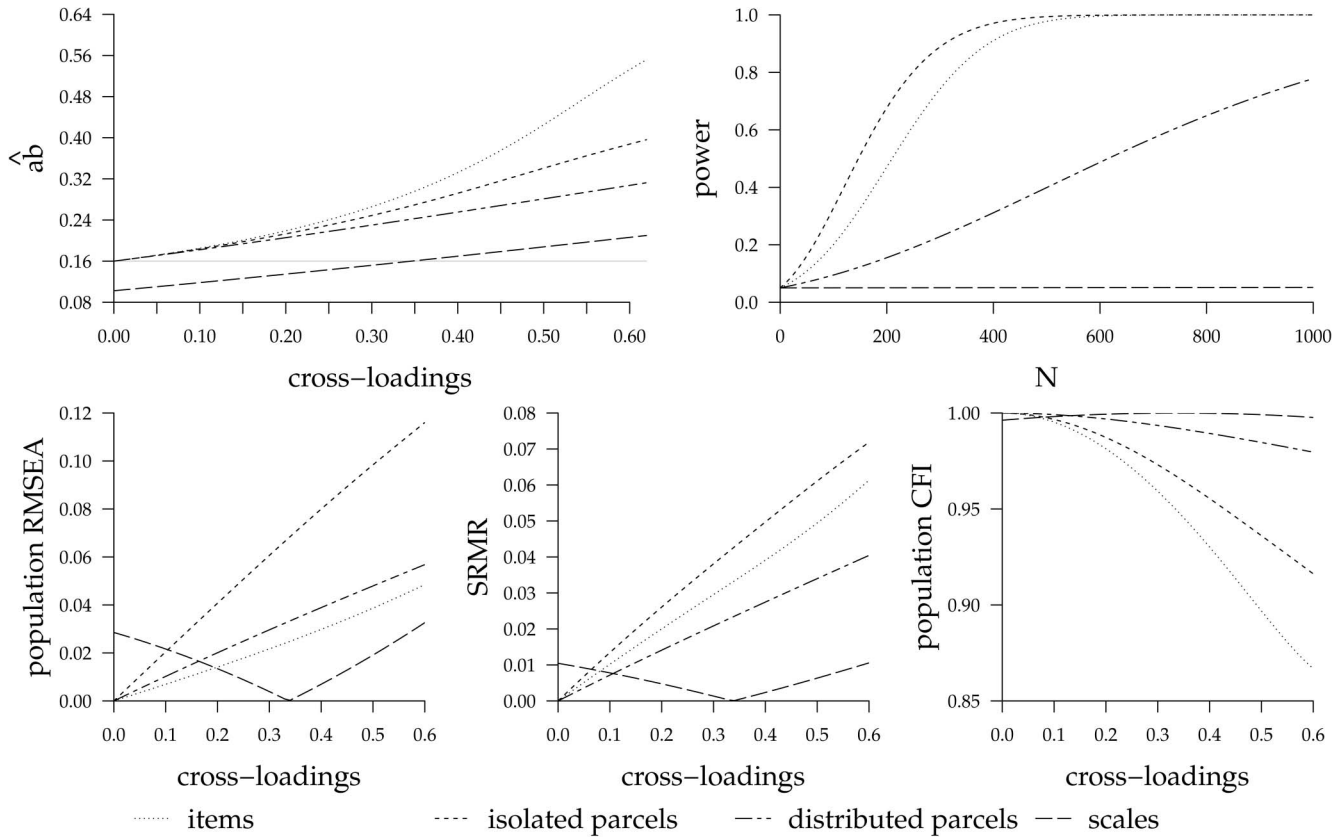 0.64
0.56
0.48
0.40
0.32
0.24
0.16
0.08
âb
0.00 0.10 0.20 0.30 0.40 0.50 0.60
cross−loadings
1.0
0.8
0.6
0.4
0.2
0.0
power
0 200 400 600 800 1000
N
0.12
0.10
0.08
0.06
0.04
0.02
0.00
population RMSEA
0.0 0.1 0.2 0.3 0.4 0.5 0.6
cross−loadings
0.08
0.07
0.06
0.05
0.04
0.03
0.02
0.01
0.00
SRMR
0.0 0.1 0.2 0.3 0.4 0.5 0.6
cross−loadings
1.00
0.95
0.90
0.85
population CFI
0.0 0.1 0.2 0.3 0.4 0.5 0.6
cross−loadings
items isolated parcels distributed parcels scales